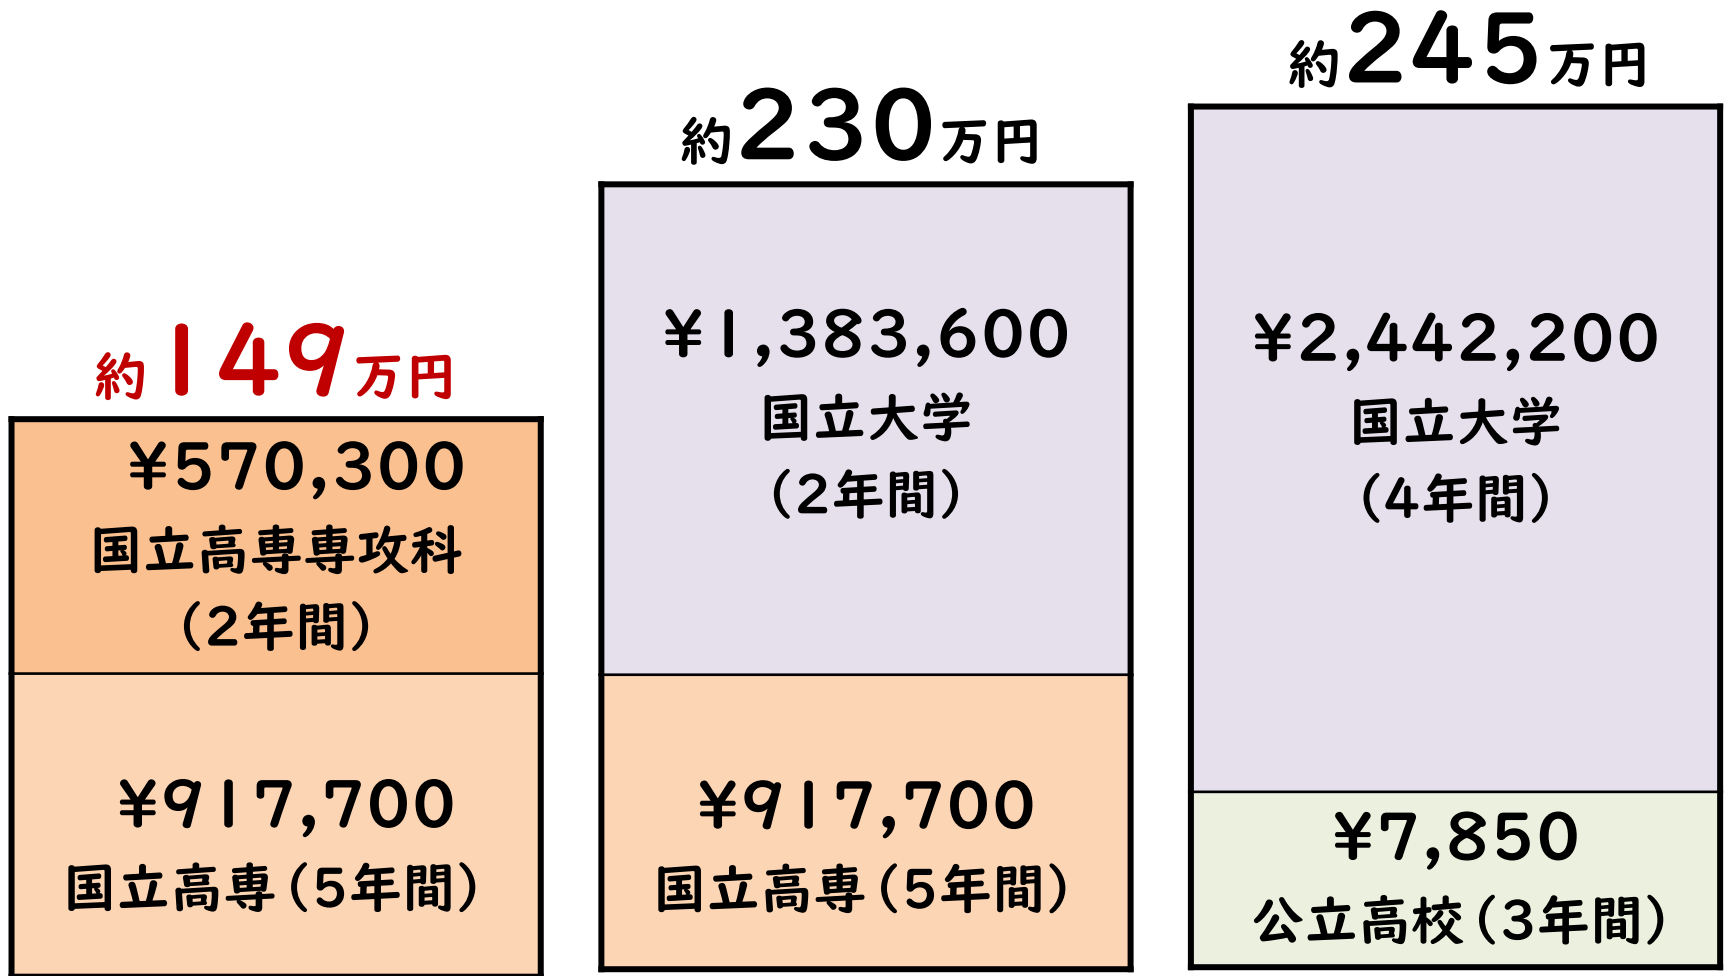 約149万円
¥570,300
国立高専専攻科
(2年間)
¥917,700
国立高専(5年間)
約230万円
¥1,383,600
国立大学
(2年間)
¥917,700
国立高専(5年間)
約245万円
¥2,442,200
国立大学
(4年間)
¥7,850
公立高校(3年間)